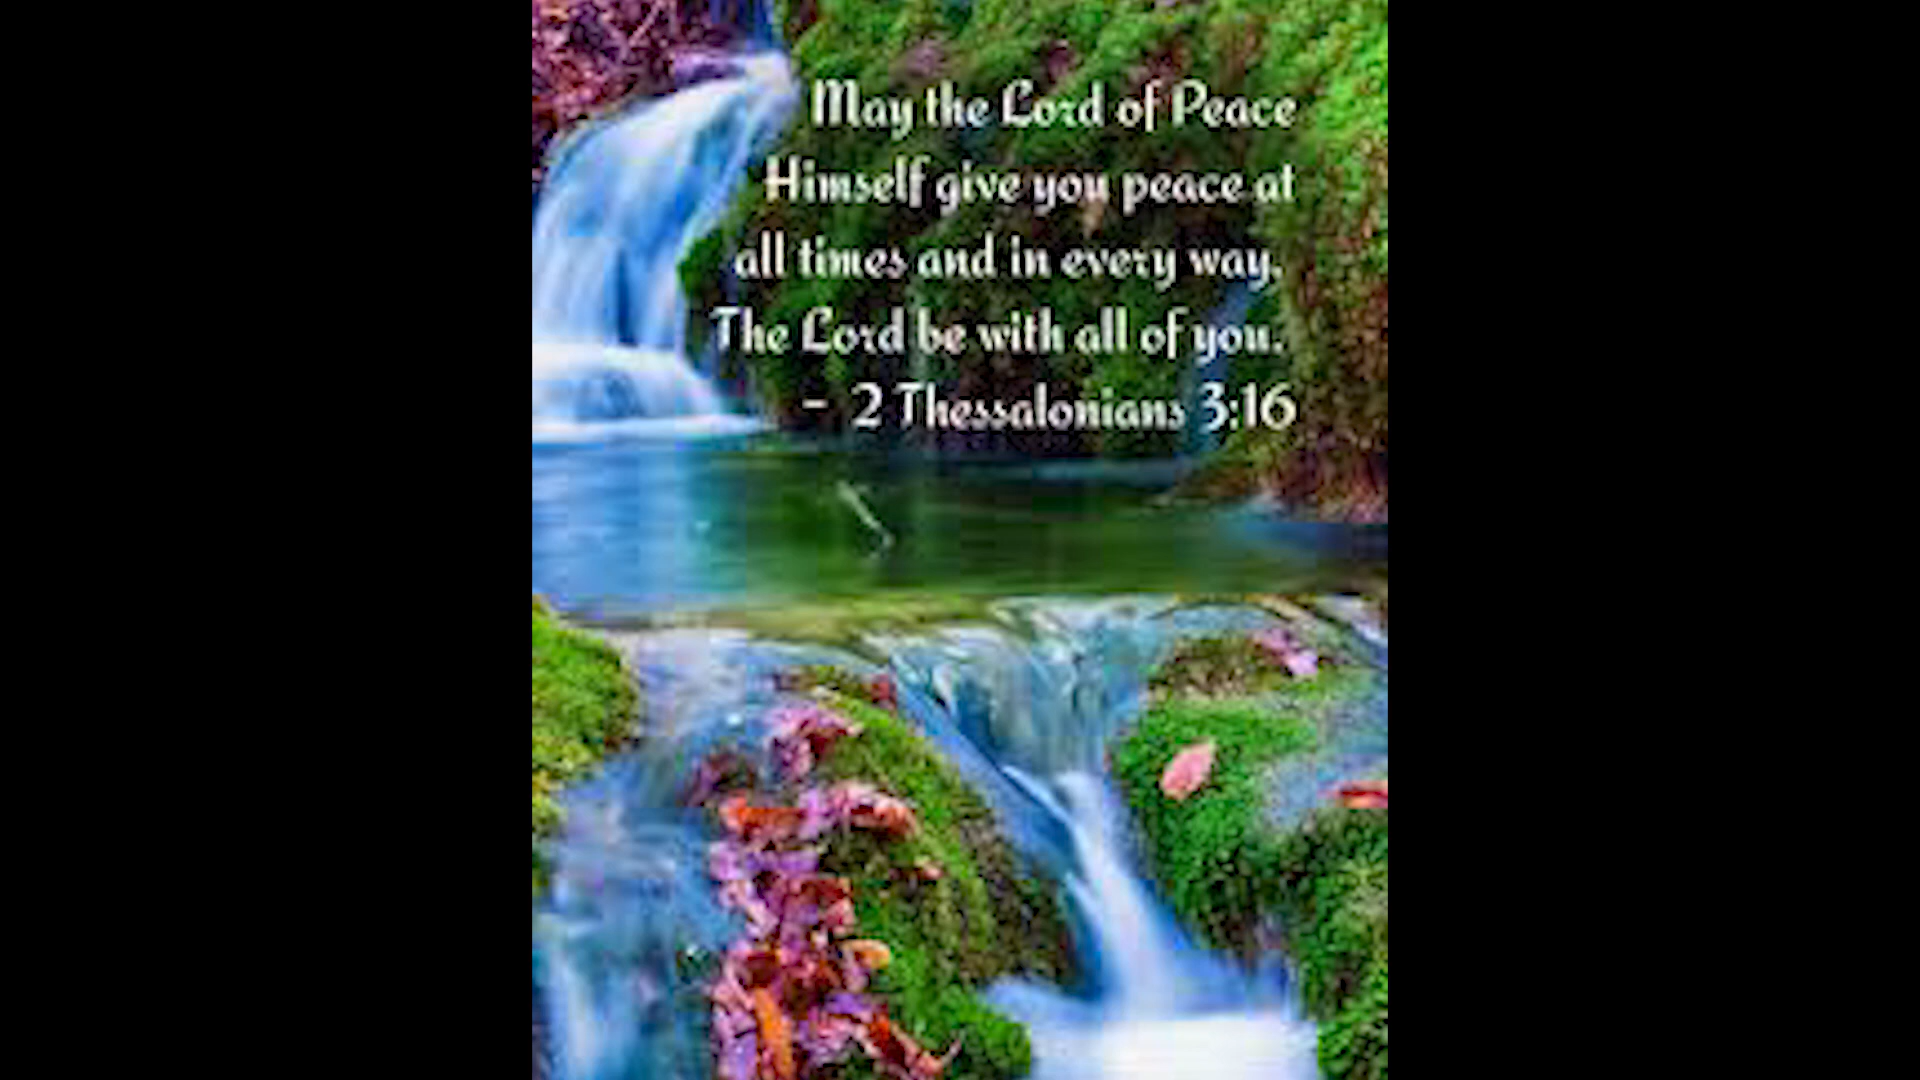 May the Lord of Peace
Himself give you peace at
all times and in every way.
The Lord be with all of you.
- 2 Thessalonians 3:16